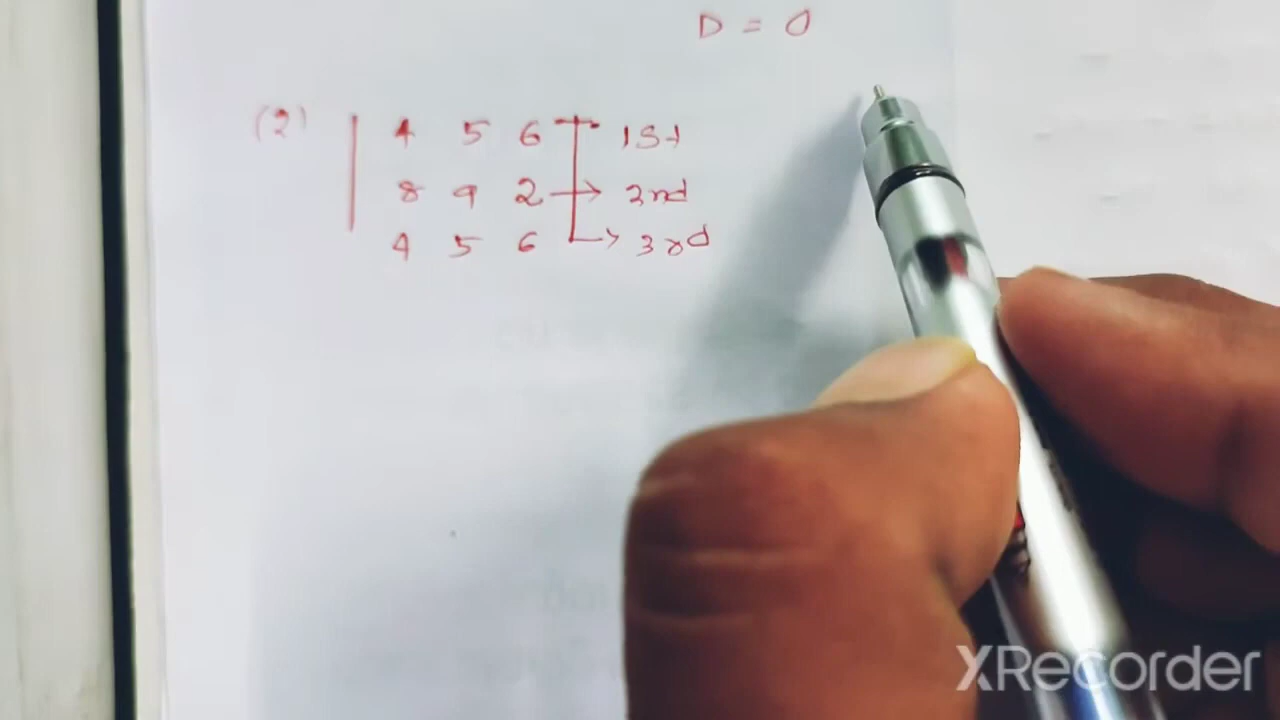 D = 0
(2) | 4 5 6 → 1st
8 9 2 → 2nd
4 5 6 → 3rd
XRecorder